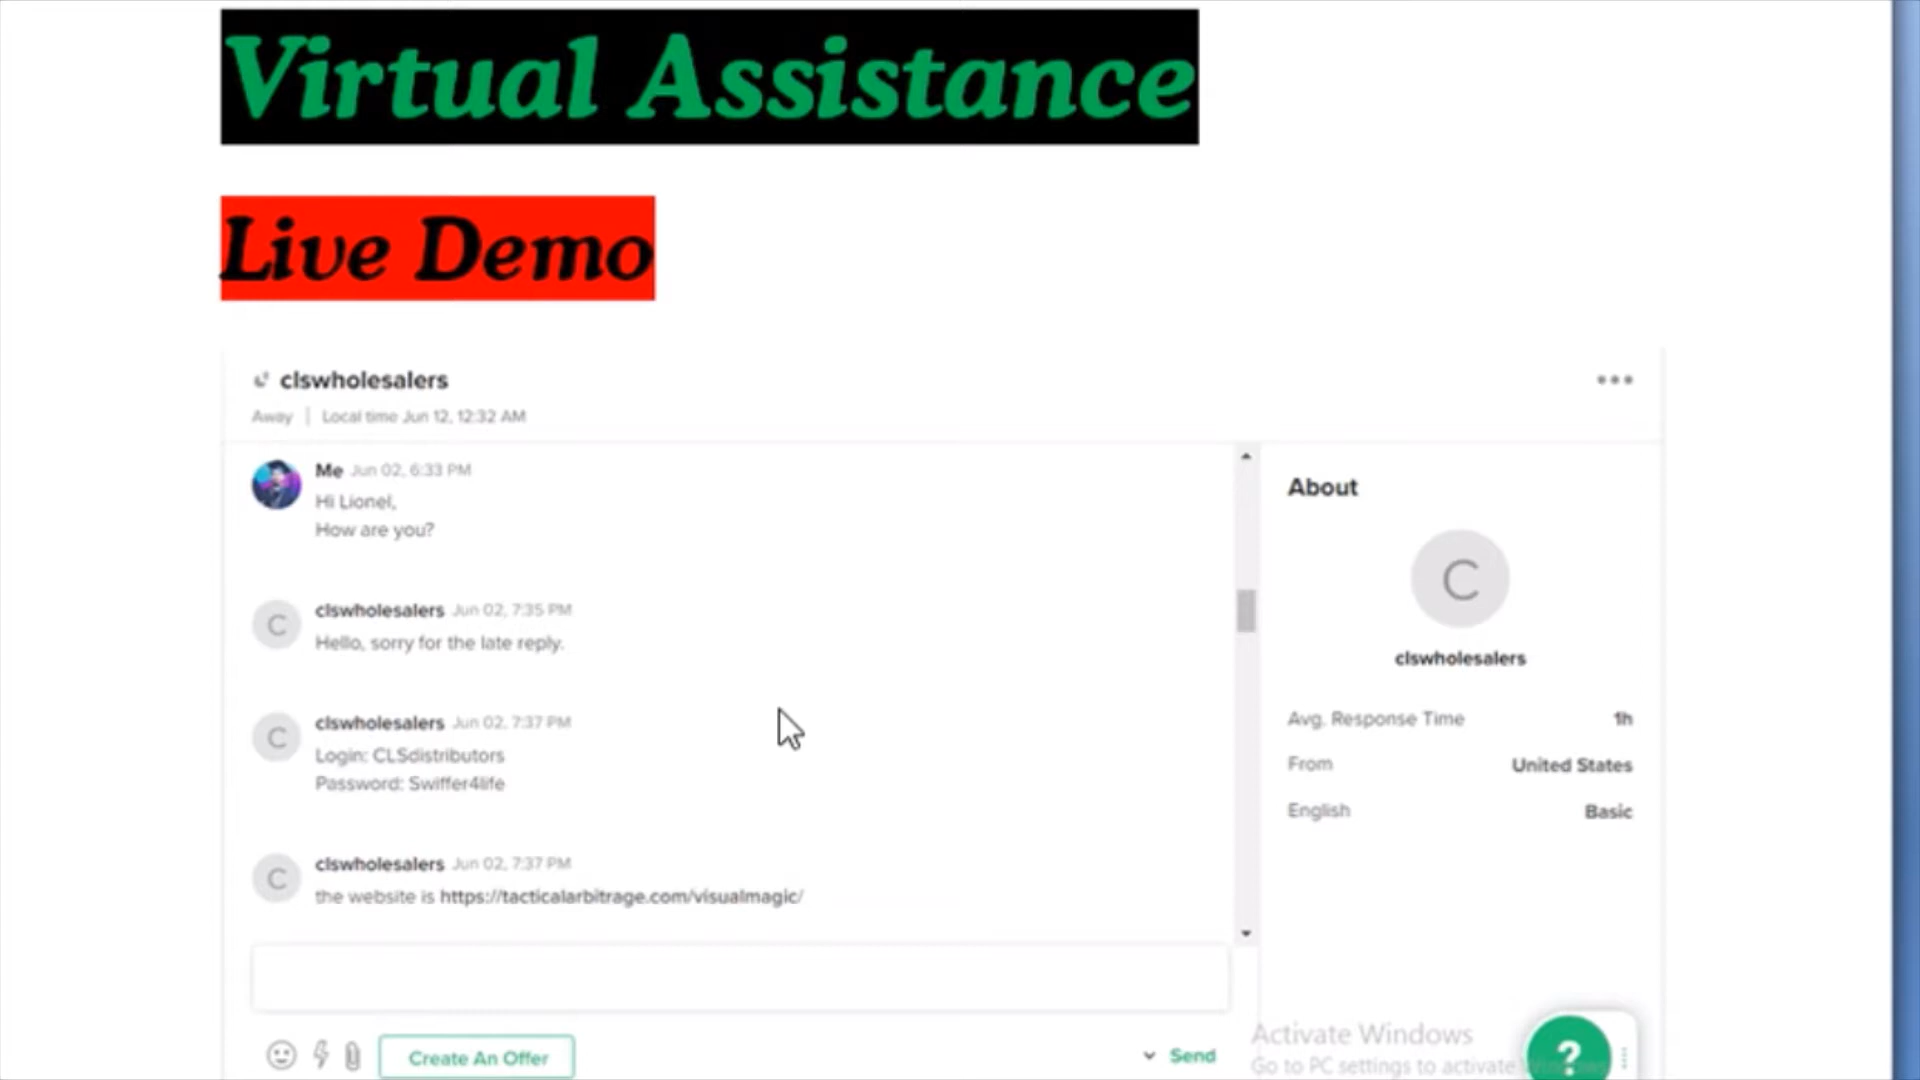 Virtual Assistance
Live Demo
clswholesalers
Away | Local time Jun 12, 12:32 AM
Me Jun 02, 6:33 PM
Hi Lionel,
How are you?
clswholesalers Jun 02, 7:35 PM
Hello, sorry for the late reply.
clswholesalers Jun 02, 7:37 PM
Login: CLSdistributors
Password: Swiffer4life
clswholesalers Jun 02, 7:37 PM
the website is https://tacticalarbitrage.com/visualmagic/
Create An Offer
Send
About
C
clswholesalers
Avg. Response Time 1h
From United States
English Basic
Activate Windows
Go to PC settings to activate Windows.
?